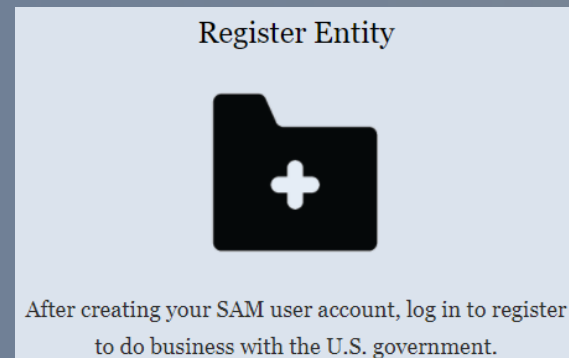 Register Entity
After creating your SAM user account, log in to register
to do business with the U.S. government.